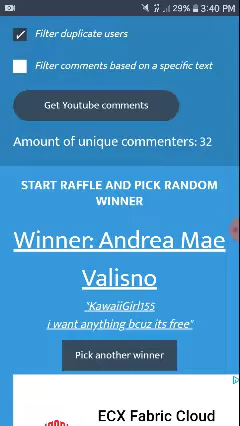 29% 3:40 PM
Filter duplicate users
Filter comments based on a specific text
Get Youtube comments
Amount of unique commenters: 32
START RAFFLE AND PICK RANDOM
WINNER
Winner: Andrea Mae
Valisno
"KawaiiGirl155
i want anything bcuz its free"
Pick another winner
ECX Fabric Cloud